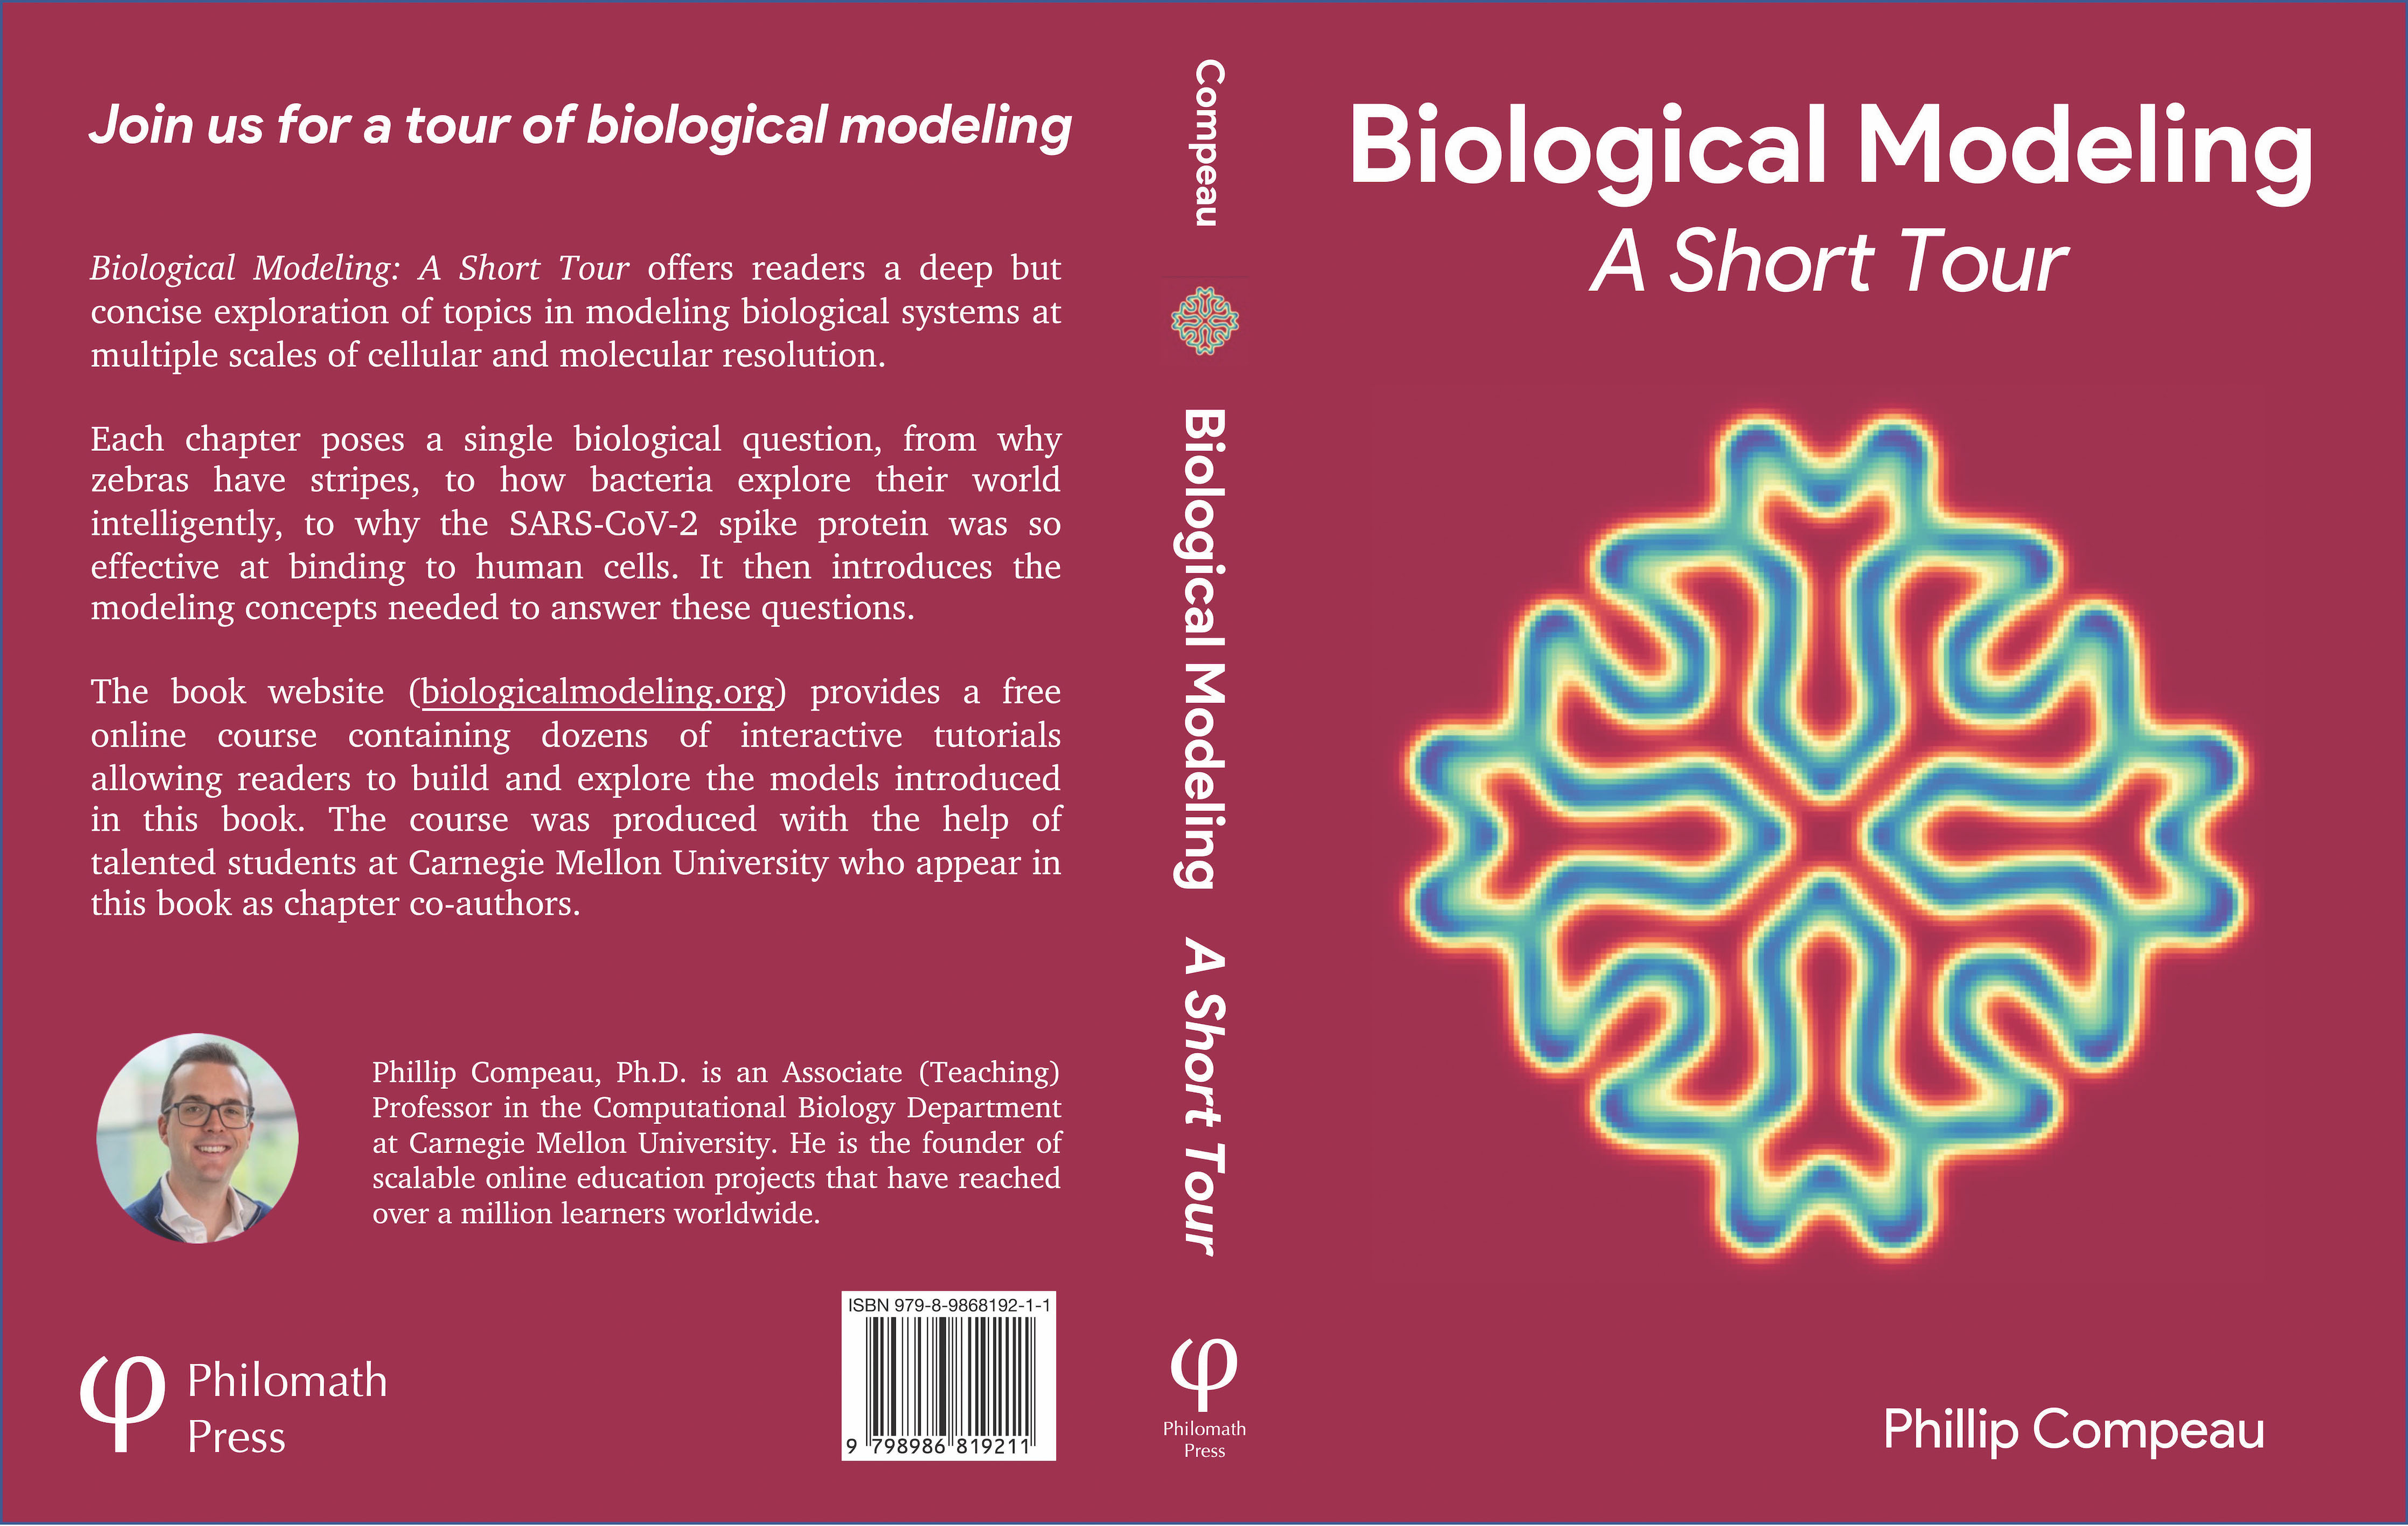 Join us for a tour of biological modeling
Biological Modeling: A Short Tour offers readers a deep but
concise exploration of topics in modeling biological systems at
multiple scales of cellular and molecular resolution.
Each chapter poses a single biological question, from why
zebras have stripes, to how bacteria explore their world
intelligently, to why the SARS-CoV-2 spike protein was so
effective at binding to human cells. It then introduces the
modeling concepts needed to answer these questions.
The book website (biologicalmodeling.org) provides a free
online course containing dozens of interactive tutorials
allowing readers to build and explore the models introduced
in this book. The course was produced with the help of
talented students at Carnegie Mellon University who appear in
this book as chapter co-authors.
Phillip Compeau, Ph.D. is an Associate (Teaching)
Professor in the Computational Biology Department
at Carnegie Mellon University. He is the founder of
scalable online education projects that have reached
over a million learners worldwide.
φ
Philomath
Press
ISBN 979-8-9868192-1-1
9 798986 819211
Compeau
Biological Modeling A Short Tour
φ
Philomath
Press
Biological Modeling
A Short Tour
Phillip Compeau